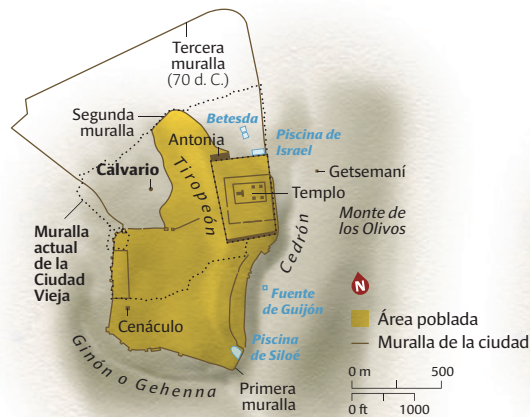 Tercera
muralla
(70 d. C.)
Segunda
muralla
Betesda
Antonia
Piscina de
Israel
Calvario
Tiropeón
Getsemaní
Templo
Monte de
los Olivos
Muralla
actual
de la
Ciudad
Vieja
Cedrón
N
Fuente
de Guijón
Cenáculo
Piscina
de Siloé
Ginón o Gehenna
Primera
muralla
Área poblada
Muralla de la ciudad
0 m 500
0 ft 1000